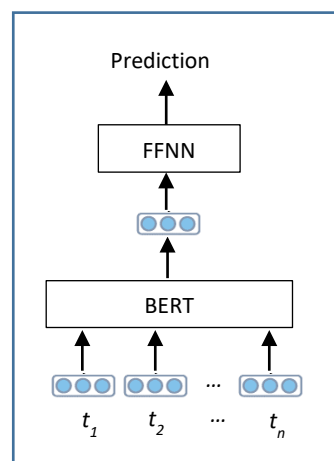 Prediction
FFNN
BERT
...
t1 t2 ... tn